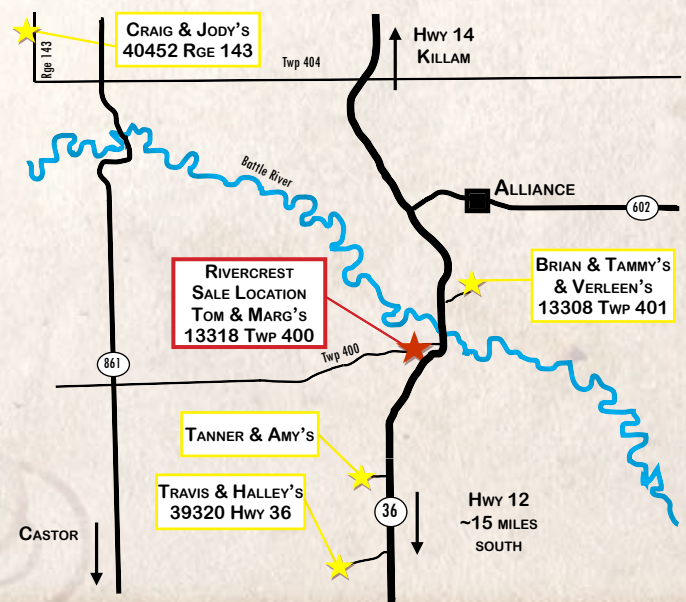 Craig & Jody's
40452 Rge 143
Rge 143
Twp 404
Hwy 14
Killam
Battle River
Alliance
602
Rivercrest
Sale Location
Tom & Marg's
13318 Twp 400
Brian & Tammy's
& Verleen's
13308 Twp 401
Twp 400
861
Tanner & Amy's
Travis & Halley's
39320 Hwy 36
36
Hwy 12
~15 miles
south
Castor